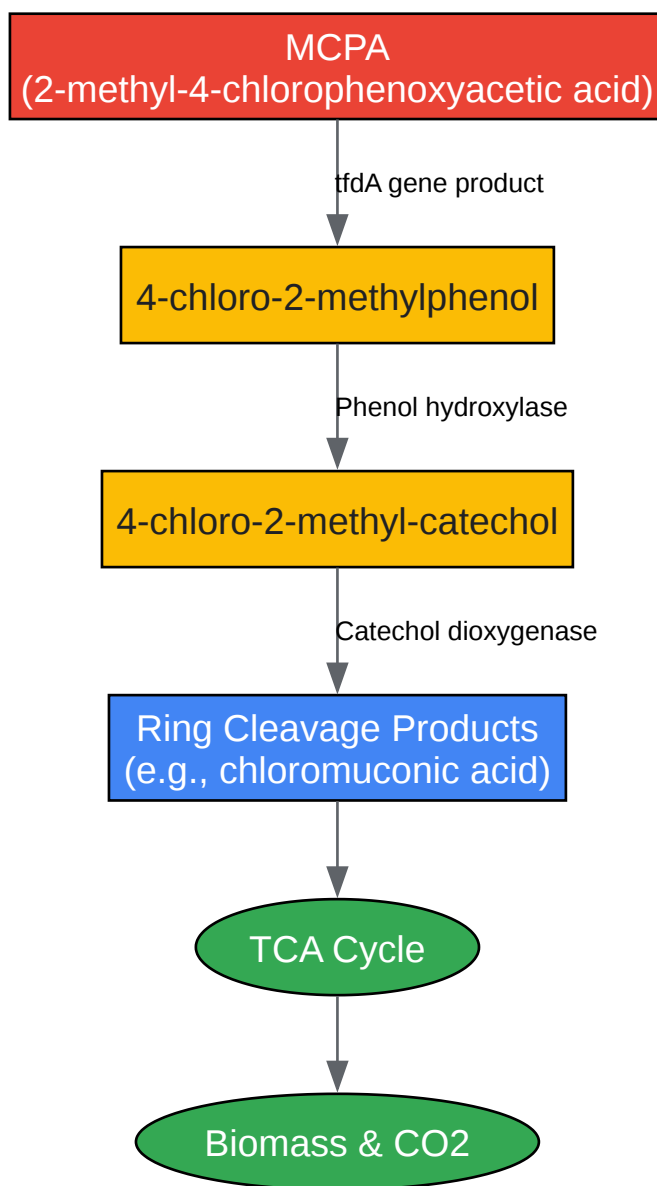 MCPA
(2-methyl-4-chlorophenoxyacetic acid)
tfdA gene product
4-chloro-2-methylphenol
Phenol hydroxylase
4-chloro-2-methyl-catechol
Catechol dioxygenase
Ring Cleavage Products
(e.g., chloromuconic acid)
TCA Cycle
Biomass & CO2